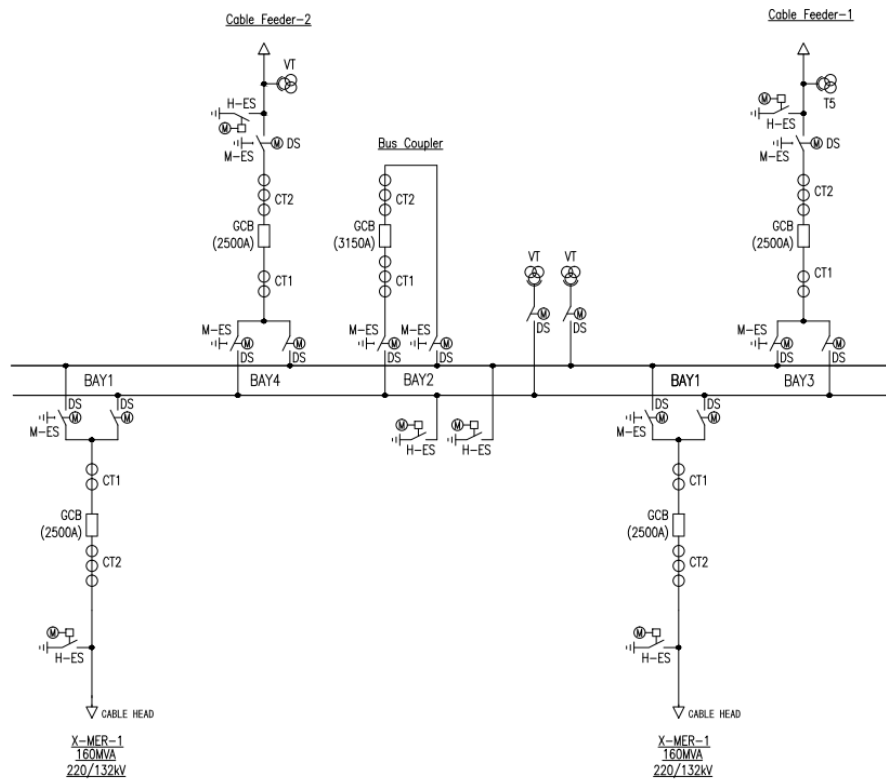 Cable Feeder-2
Cable Feeder-1
VT
H-ES
M
M DS
M-ES
CT2
GCB
(2500A)
CT1
M-ES
M
M
DS
DS
Bus Coupler
CT2
GCB
(3150A)
CT1
M-ES
M-ES
M
M
DS
DS
VT
VT
M
M
DS
DS
T5
M
H-ES
M DS
M-ES
CT2
GCB
(2500A)
CT1
M-ES
M
M
DS
DS
BAY1
BAY4
BAY2
BAY1
BAY3
DS
DS
M
M
M-ES
CT1
GCB
(2500A)
CT2
M
H-ES
CABLE HEAD
X-MER-1
160MVA
220/132kV
M
H-ES
M
H-ES
DS
DS
M
M
M-ES
CT1
GCB
(2500A)
CT2
M
H-ES
CABLE HEAD
X-MER-1
160MVA
220/132kV